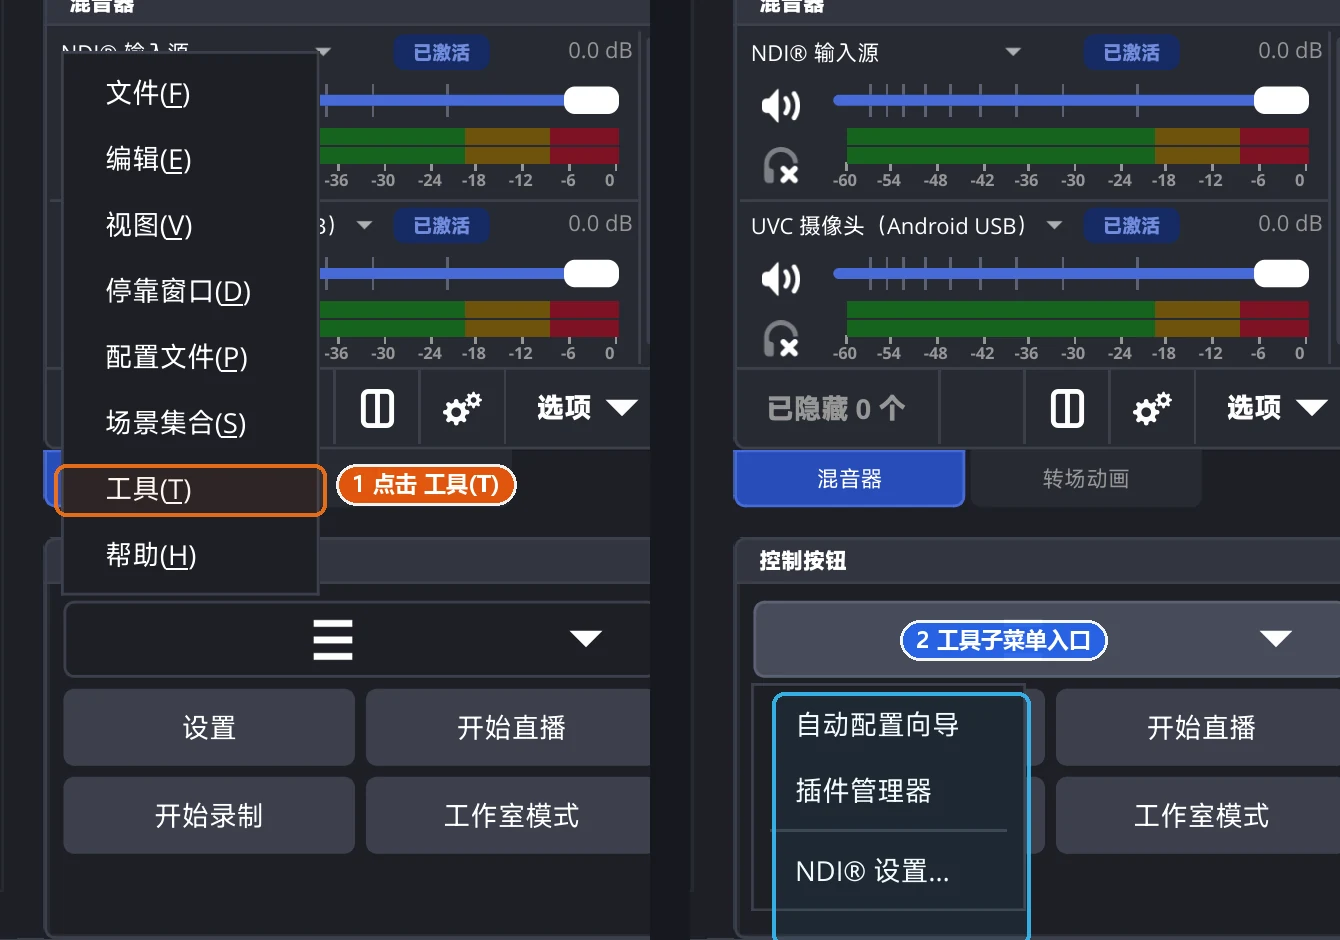 混音器
NDI® 输入源
已激活
0.0 dB
文件(F)
编辑(E)
视图(V)
停靠窗口(D)
配置文件(P)
场景集合(S)
工具(T)
帮助(H)
-36 -30 -24 -18 -12 -6 0
B)
已激活
0.0 dB
-36 -30 -24 -18 -12 -6 0
选项
1 点击 工具(T)
设置
开始直播
开始录制
工作室模式
混音器
NDI® 输入源
已激活
0.0 dB
-60 -54 -48 -42 -36 -30 -24 -18 -12 -6 0
UVC 摄像头（Android USB）
已激活
0.0 dB
-60 -54 -48 -42 -36 -30 -24 -18 -12 -6 0
已隐藏 0 个
选项
混音器
转场动画
控制按钮
2 工具子菜单入口
自动配置向导
插件管理器
NDI® 设置...
开始直播
工作室模式